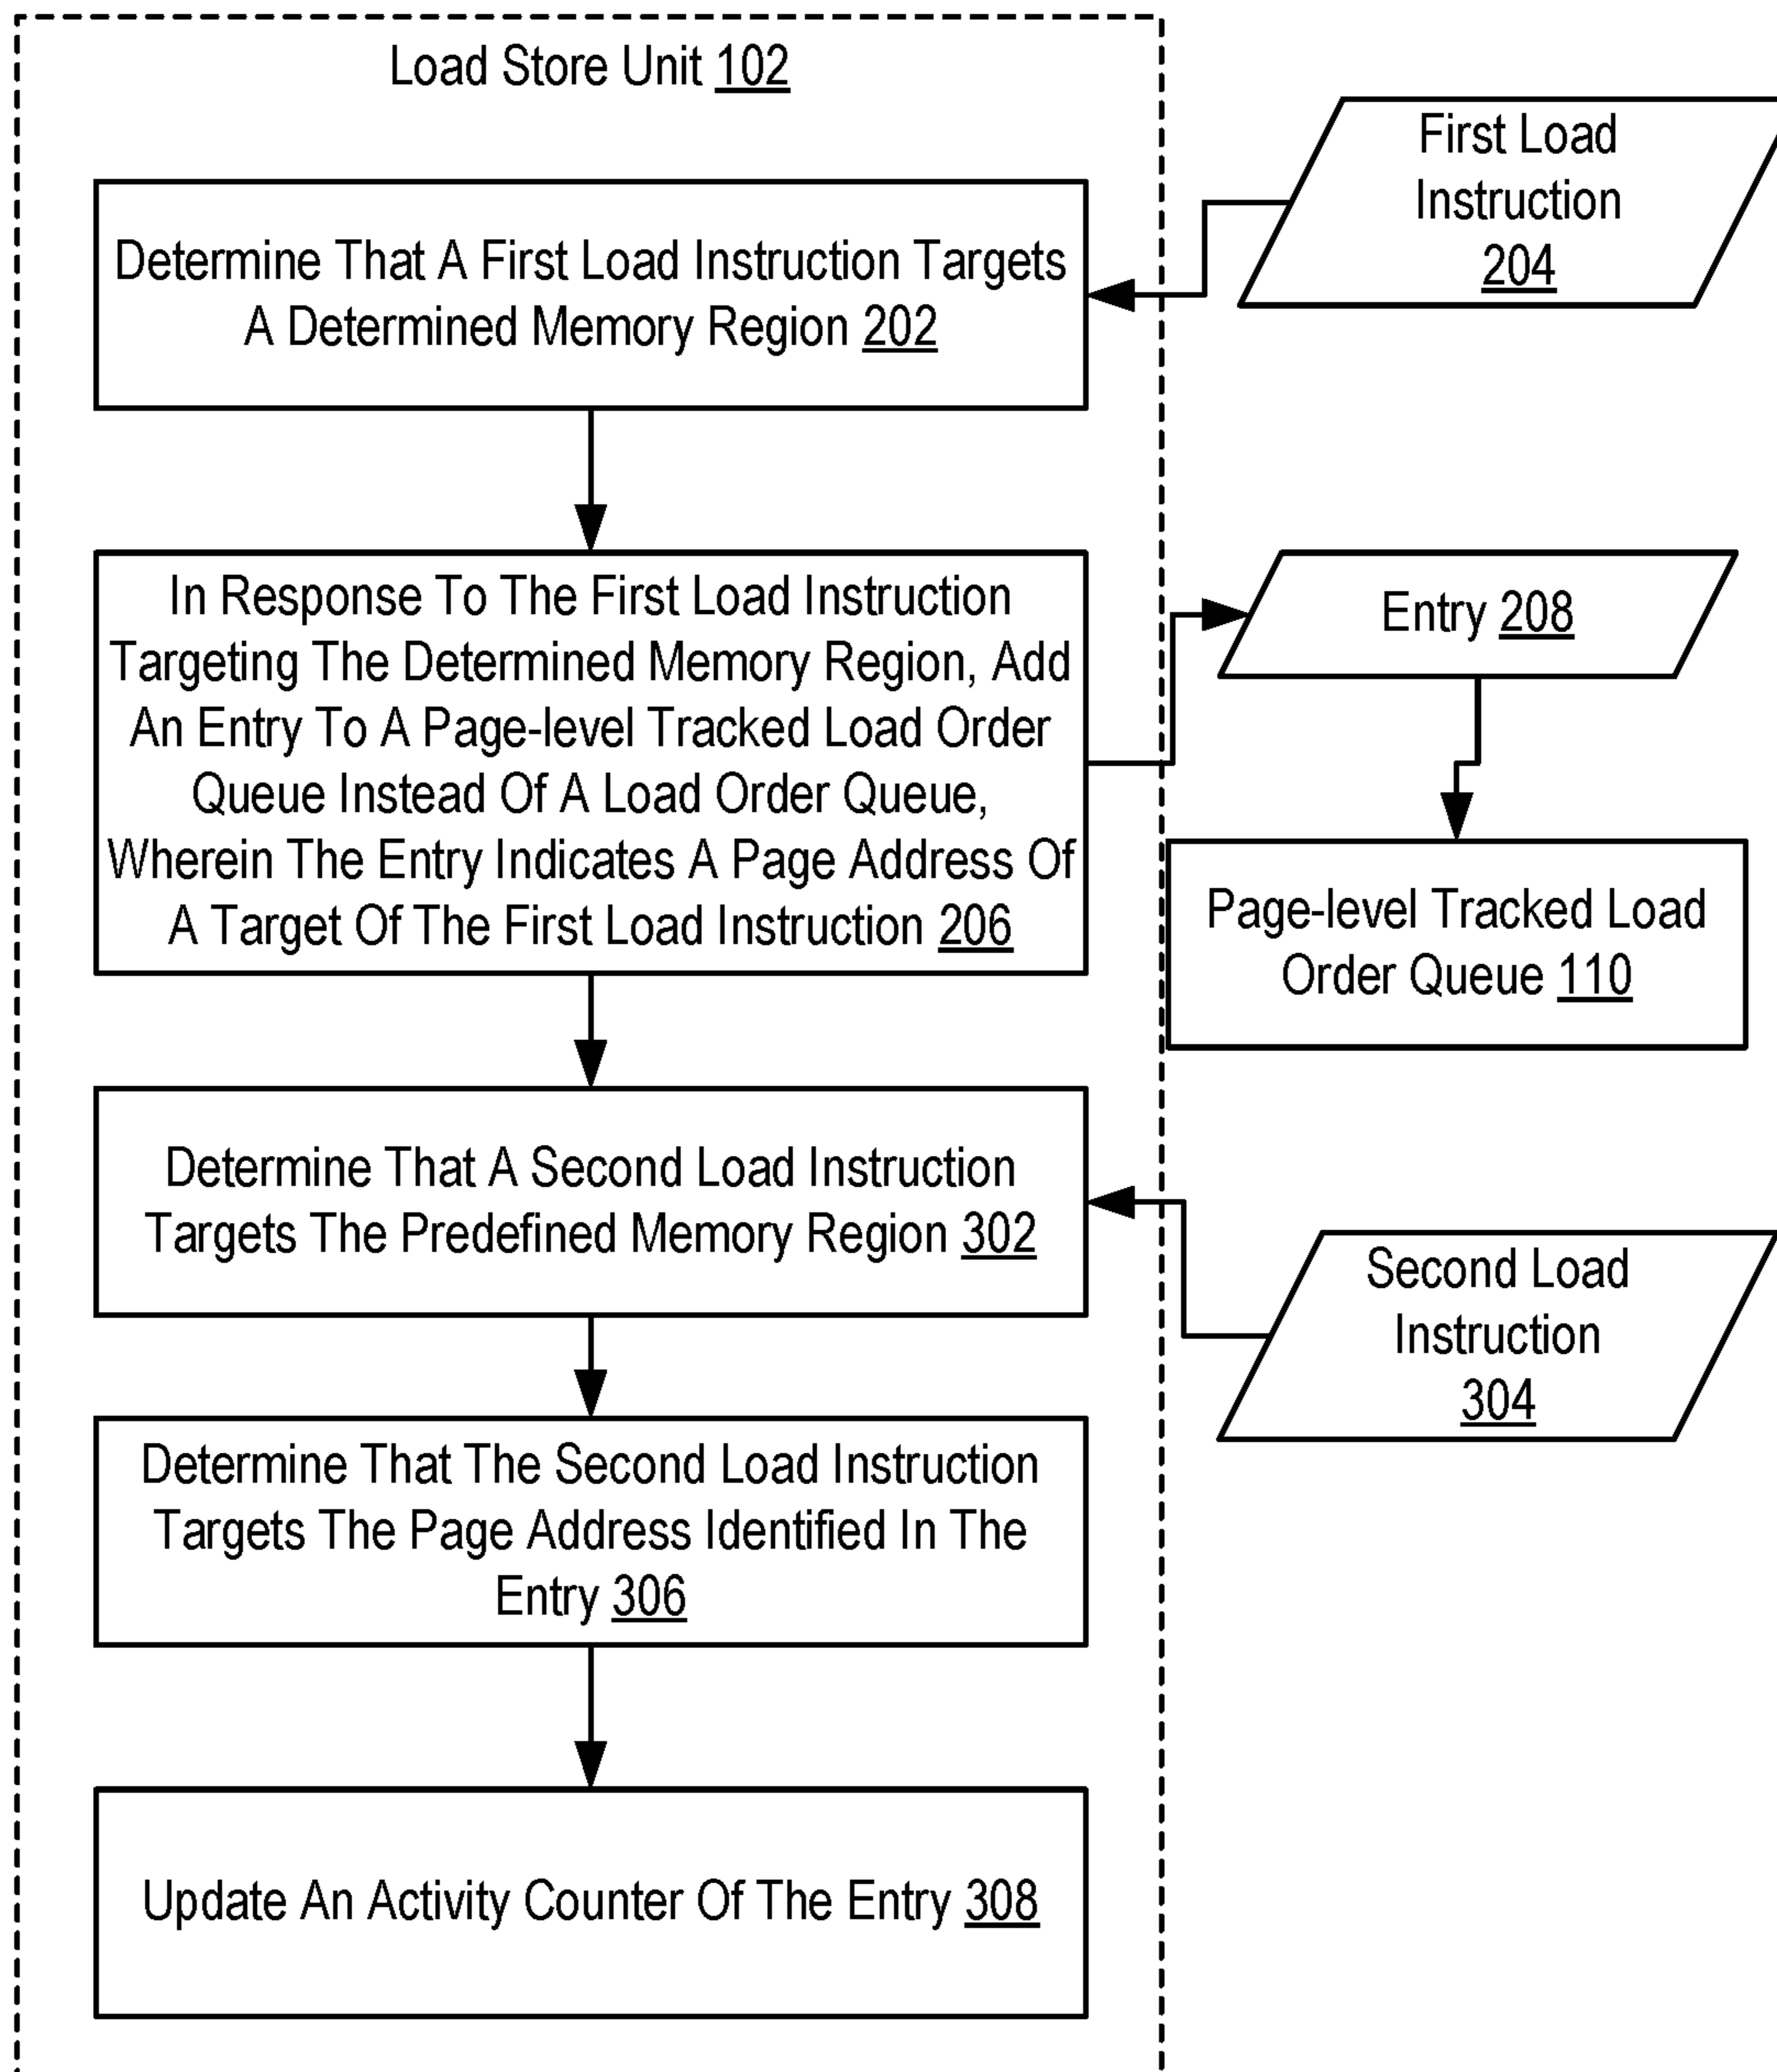 Load Store Unit 102
First Load
Instruction
204
Determine That A First Load Instruction Targets
A Determined Memory Region 202
In Response To The First Load Instruction
Targeting The Determined Memory Region, Add
An Entry To A Page-level Tracked Load Order
Queue Instead Of A Load Order Queue,
Wherein The Entry Indicates A Page Address Of
A Target Of The First Load Instruction 206
Entry 208
Page-level Tracked Load
Order Queue 110
Determine That A Second Load Instruction
Targets The Predefined Memory Region 302
Second Load
Instruction
304
Determine That The Second Load Instruction
Targets The Page Address Identified In The
Entry 306
Update An Activity Counter Of The Entry 308